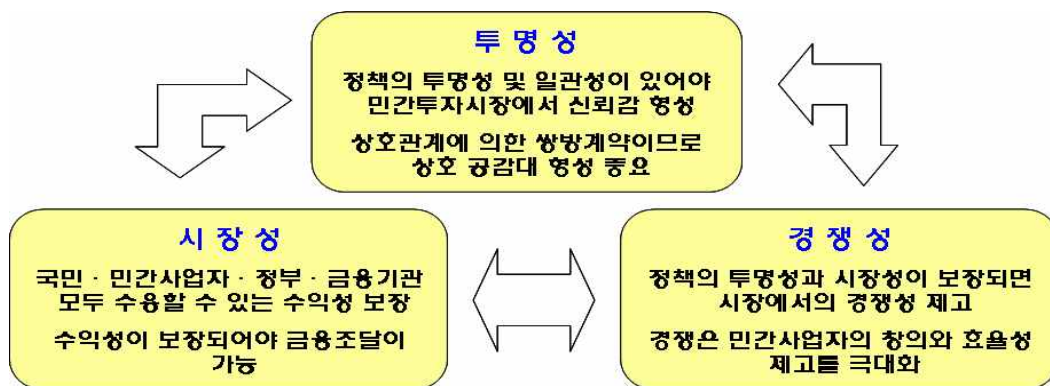 투 명 성
정책의 투명성 및 일관성이 있어야
민간투자시장에서 신뢰감 형성
상호관계에 의한 쌍방계약이므로
상호 공감대 형성 중요
시 장 성
국민 · 민간사업자 · 정부 · 금융기관
모두 수용할 수 있는 수익성 보장
수익성이 보장되어야 금융조달이
가능
경 쟁 성
정책의 투명성과 시장성이 보장되면
시장에서의 경쟁성 제고
경쟁은 민간사업자의 창의와 효율성
제고를 극대화